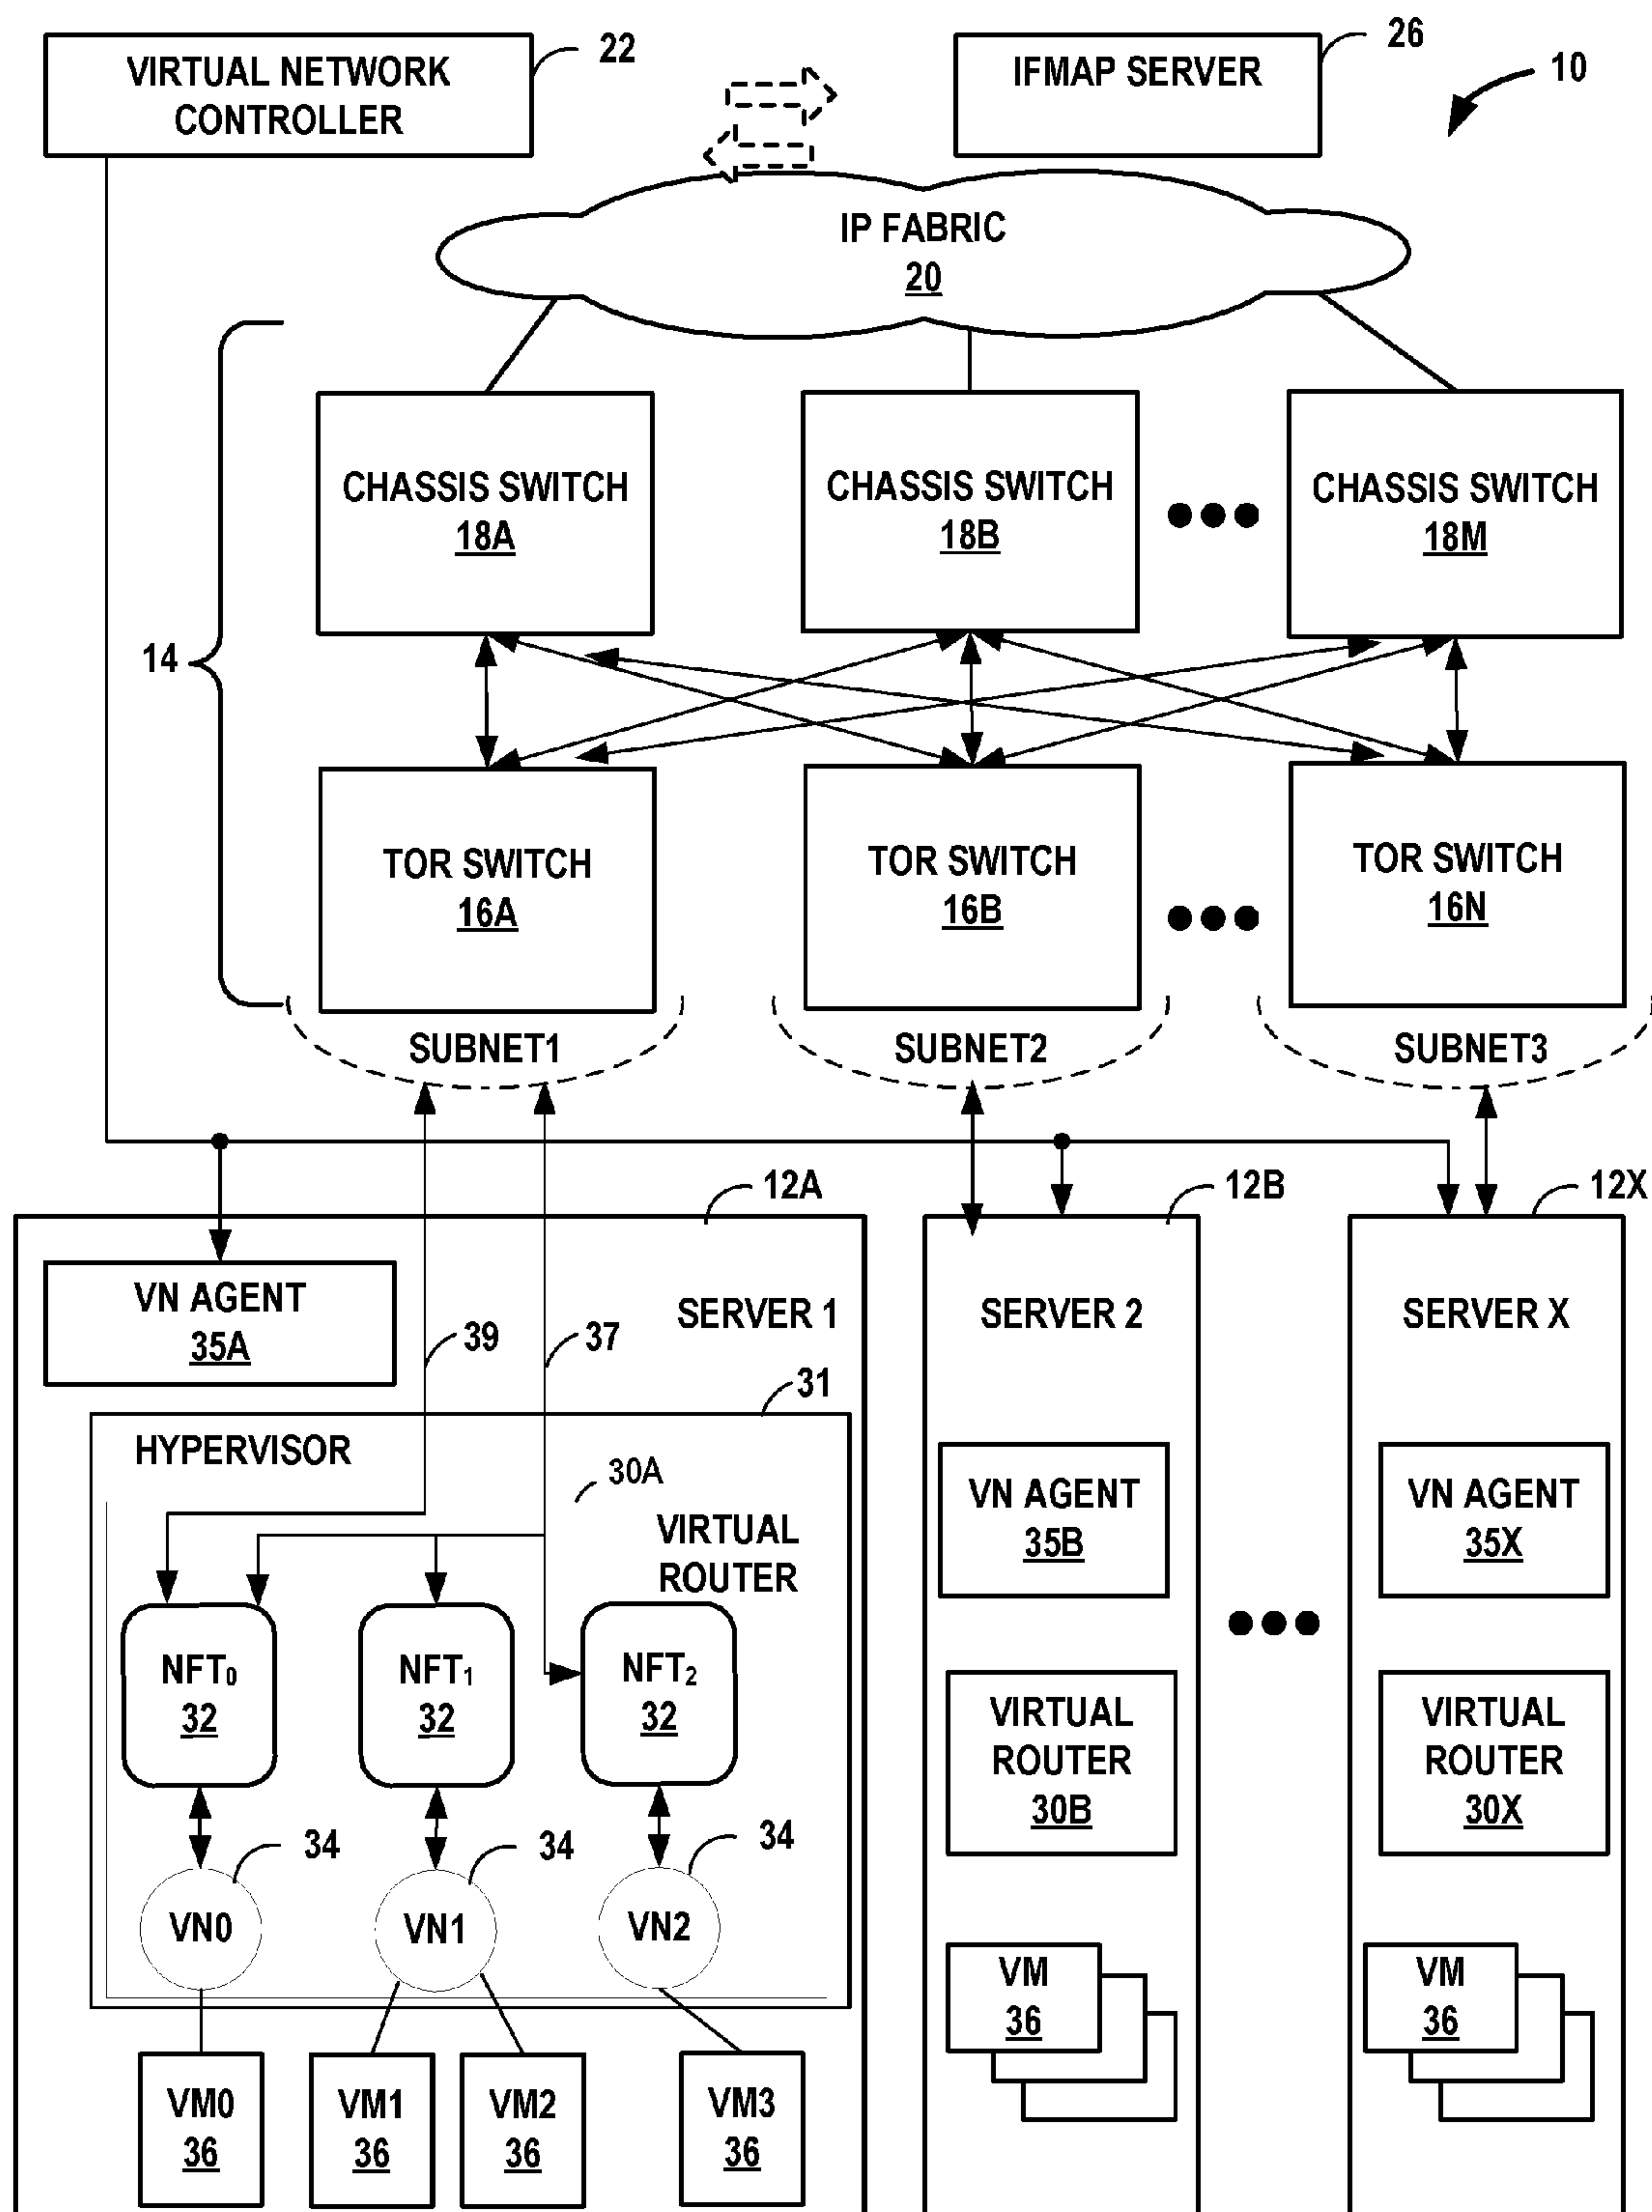 VIRTUAL NETWORK
CONTROLLER
22
IFMAP SERVER
26
10
IP FABRIC
20
14
CHASSIS SWITCH
18A
CHASSIS SWITCH
18B
CHASSIS SWITCH
18M
TOR SWITCH
16A
TOR SWITCH
16B
TOR SWITCH
16N
SUBNET1
SUBNET2
SUBNET3
12A
12B
12X
VN AGENT
35A
SERVER 1
39
37
31
HYPERVISOR
30A
VIRTUAL
ROUTER
NFT₀
32
NFT₁
32
NFT₂
32
34
34
34
VN0
VN1
VN2
VM0
36
VM1
36
VM2
36
VM3
36
SERVER 2
VN AGENT
35B
VIRTUAL
ROUTER
30B
VM
36
SERVER X
VN AGENT
35X
VIRTUAL
ROUTER
30X
VM
36